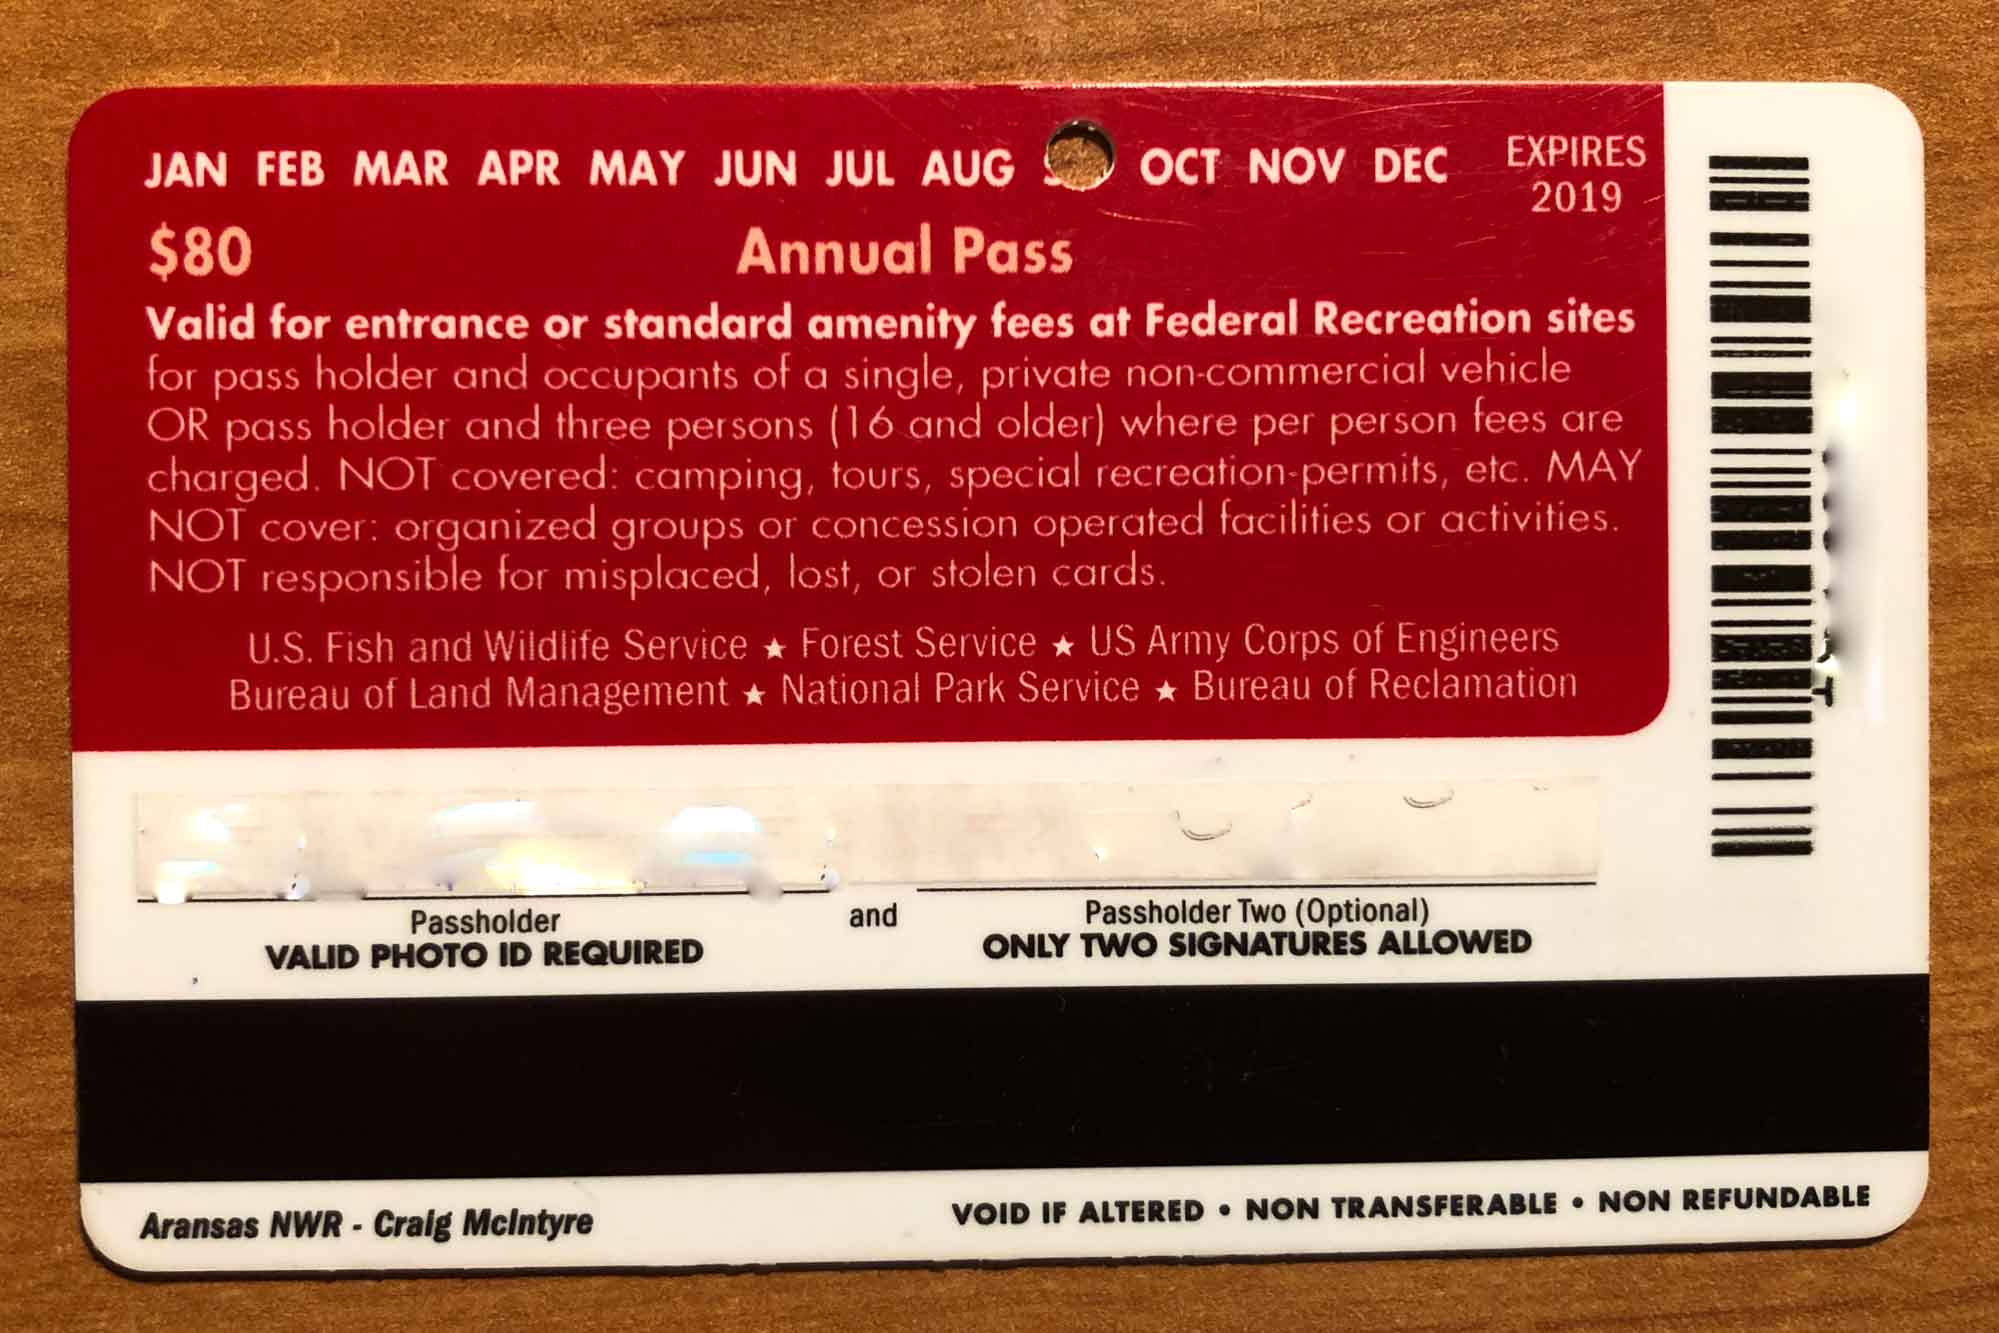 JAN FEB MAR APR MAY JUN JUL AUG OCT NOV DEC EXPIRES 2019
$80 Annual Pass
Valid for entrance or standard amenity fees at Federal Recreation sites
for pass holder and occupants of a single, private non-commercial vehicle
OR pass holder and three persons (16 and older) where per person fees are
charged. NOT covered: camping, tours, special recreation-permits, etc. MAY
NOT cover: organized groups or concession operated facilities or activities.
NOT responsible for misplaced, lost, or stolen cards.
U.S. Fish and Wildlife Service ★ Forest Service ★ US Army Corps of Engineers
Bureau of Land Management ★ National Park Service ★ Bureau of Reclamation
Passholder and Passholder Two (Optional)
VALID PHOTO ID REQUIRED ONLY TWO SIGNATURES ALLOWED
Aransas NWR - Craig McIntyre VOID IF ALTERED • NON TRANSFERABLE • NON REFUNDABLE